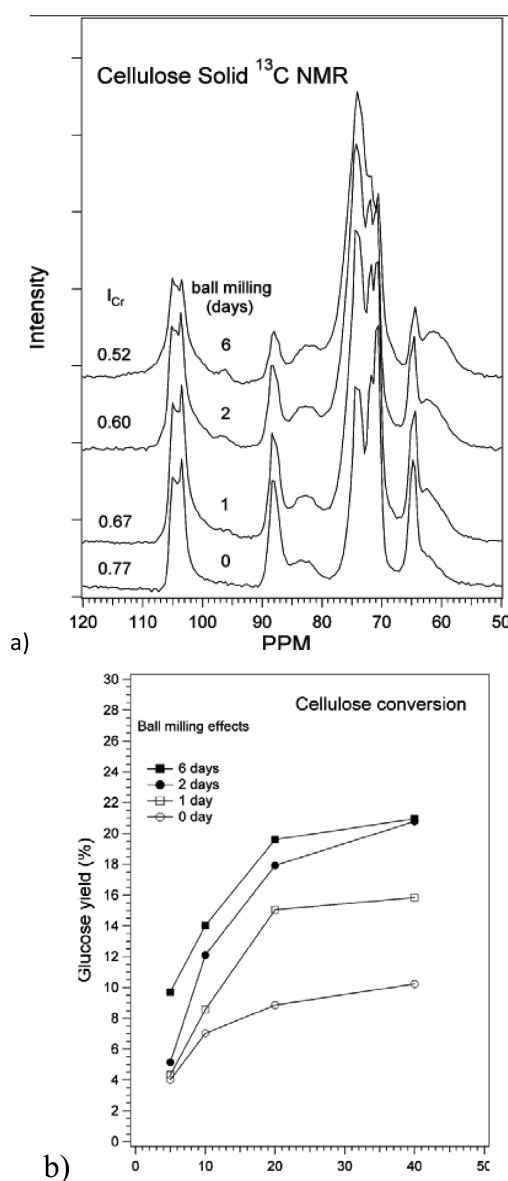 Cellulose Solid ¹³C NMR
Intensity
I_Cr
ball milling
(days)
0.52 6
0.60 2
0.67 1
0.77 0
120 110 100 90 80 70 60 50
PPM
a)
Cellulose conversion
Ball milling effects
6 days
2 days
1 day
0 day
Glucose yield (%)
30
28
26
24
22
20
18
16
14
12
10
8
6
4
2
0
0 10 20 30 40 50
b)